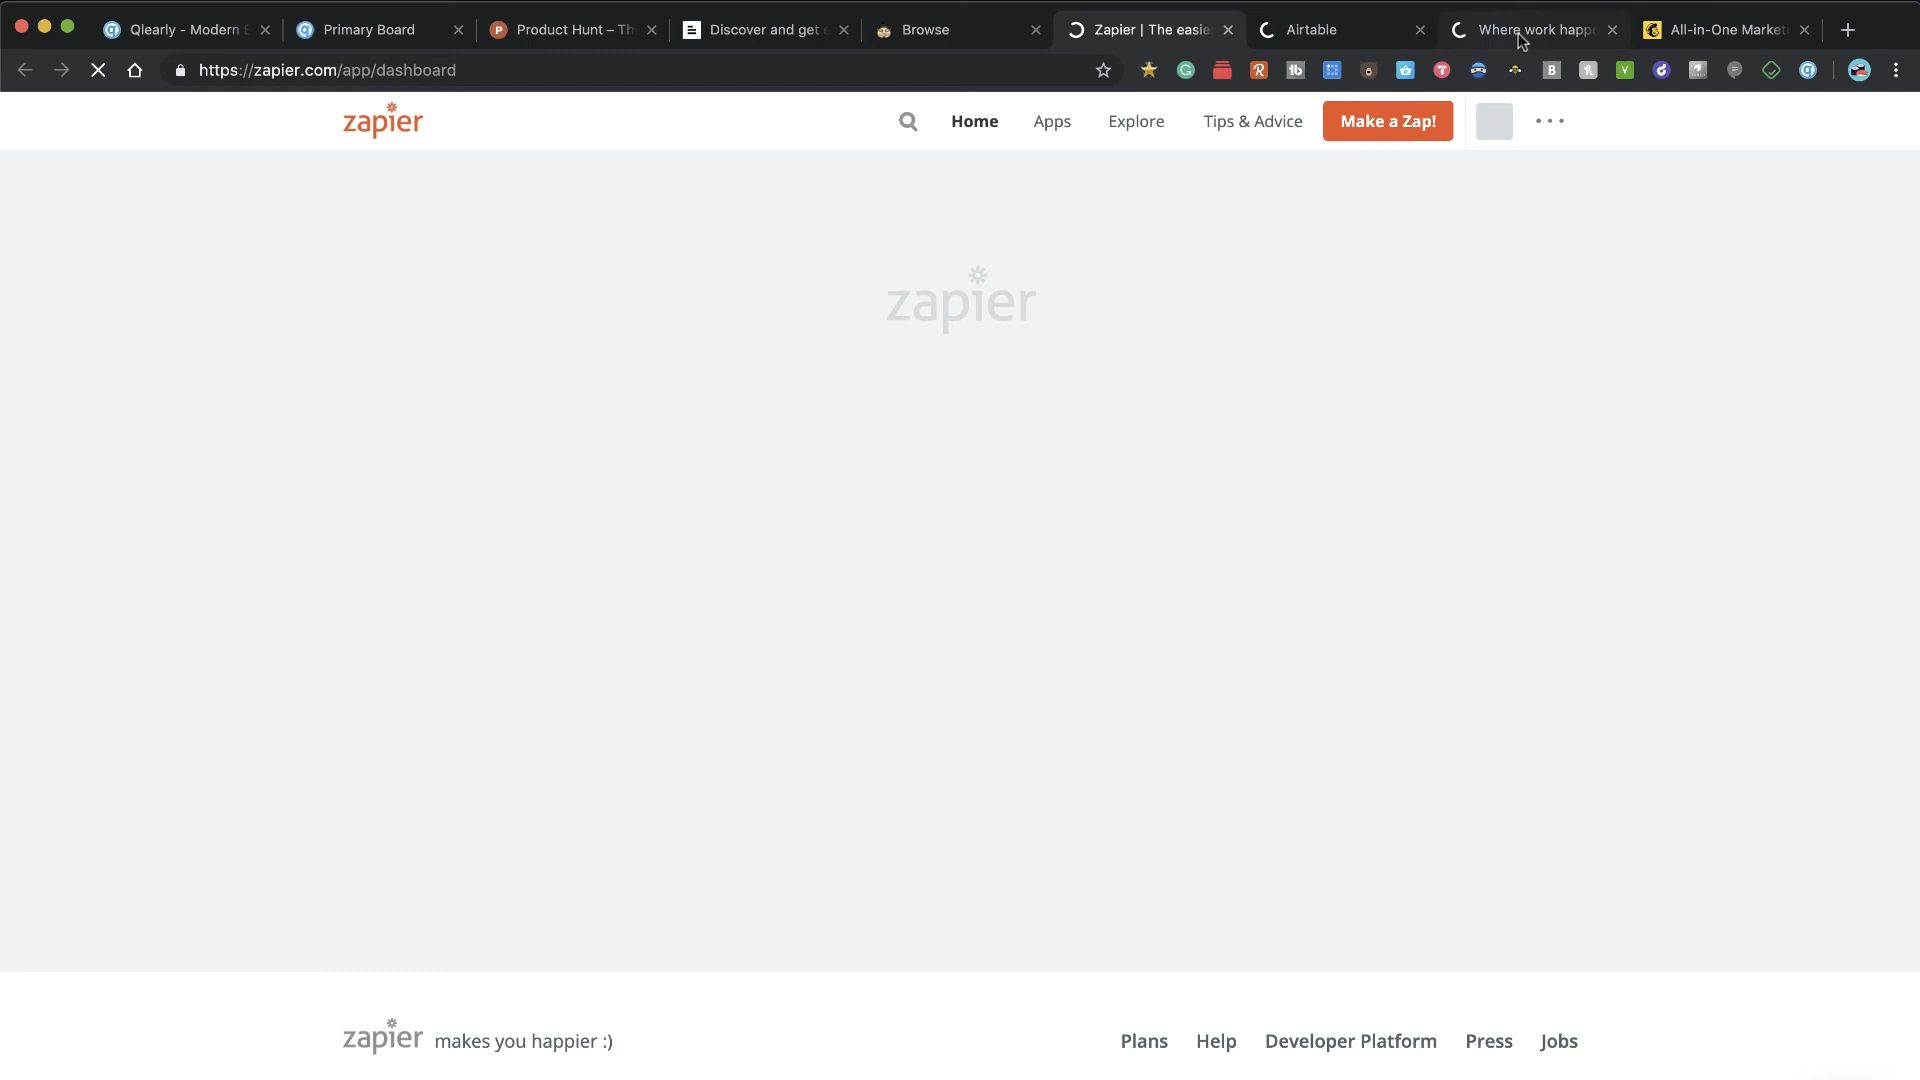 Qlearly - Modern
Primary Board
Product Hunt – Th
Discover and get e
Browse
Zapier | The easie
Airtable
Where work happe
All-in-One Marketi
https://zapier.com/app/dashboard
zapier
Home
Apps
Explore
Tips & Advice
Make a Zap!
zapier
zapier makes you happier :)
Plans
Help
Developer Platform
Press
Jobs